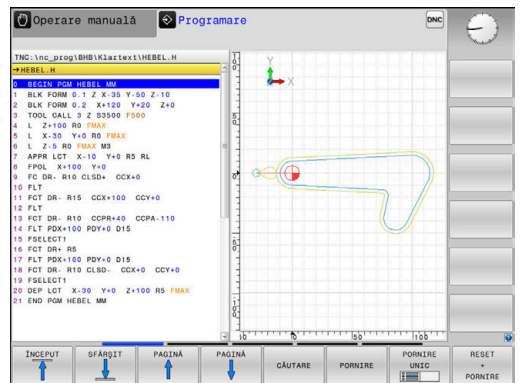 Operare manuală
Programare
DNC
TNC:\nc_prog\BHB\Klartext\HEBEL.H
→HEBEL.H
0 BEGIN PGM HEBEL MM
1 BLK FORM 0.1 Z X-35 Y-50 Z-10
2 BLK FORM 0.2 X+120 Y+20 Z+0
3 TOOL CALL 3 Z S3500 F500
4 L Z+100 R0 FMAX
5 L X-30 Y+0 R0 FMAX
6 L Z-5 R0 FMAX M3
7 APPR LCT X-10 Y+0 R5 RL
8 FPOL X+100 Y+0
9 FC DR- R10 CLSD+ CCX+0
10 FLT
11 FCT DR- R15 CCX+100 CCY+0
12 FLT
13 FCT DR- R10 CCPR+40 CCPA-110
14 FLT PDX+100 PDY+0 D15
15 FSELECT1
16 FCT DR+ R5
17 FLT PDX+100 PDY+0 D15
18 FCT DR- R10 CLSD- CCX+0 CCY+0
19 FSELECT1
20 DEP LCT X-30 Y+0 Z+100 R5 FMAX
21 END PGM HEBEL MM
Y
X
0
50
100
ÎNCEPUT
SFÂRŞIT
PAGINĂ
PAGINĂ
CĂUTARE
PORNIRE
PORNIRE UNIC
RESET + PORNIRE